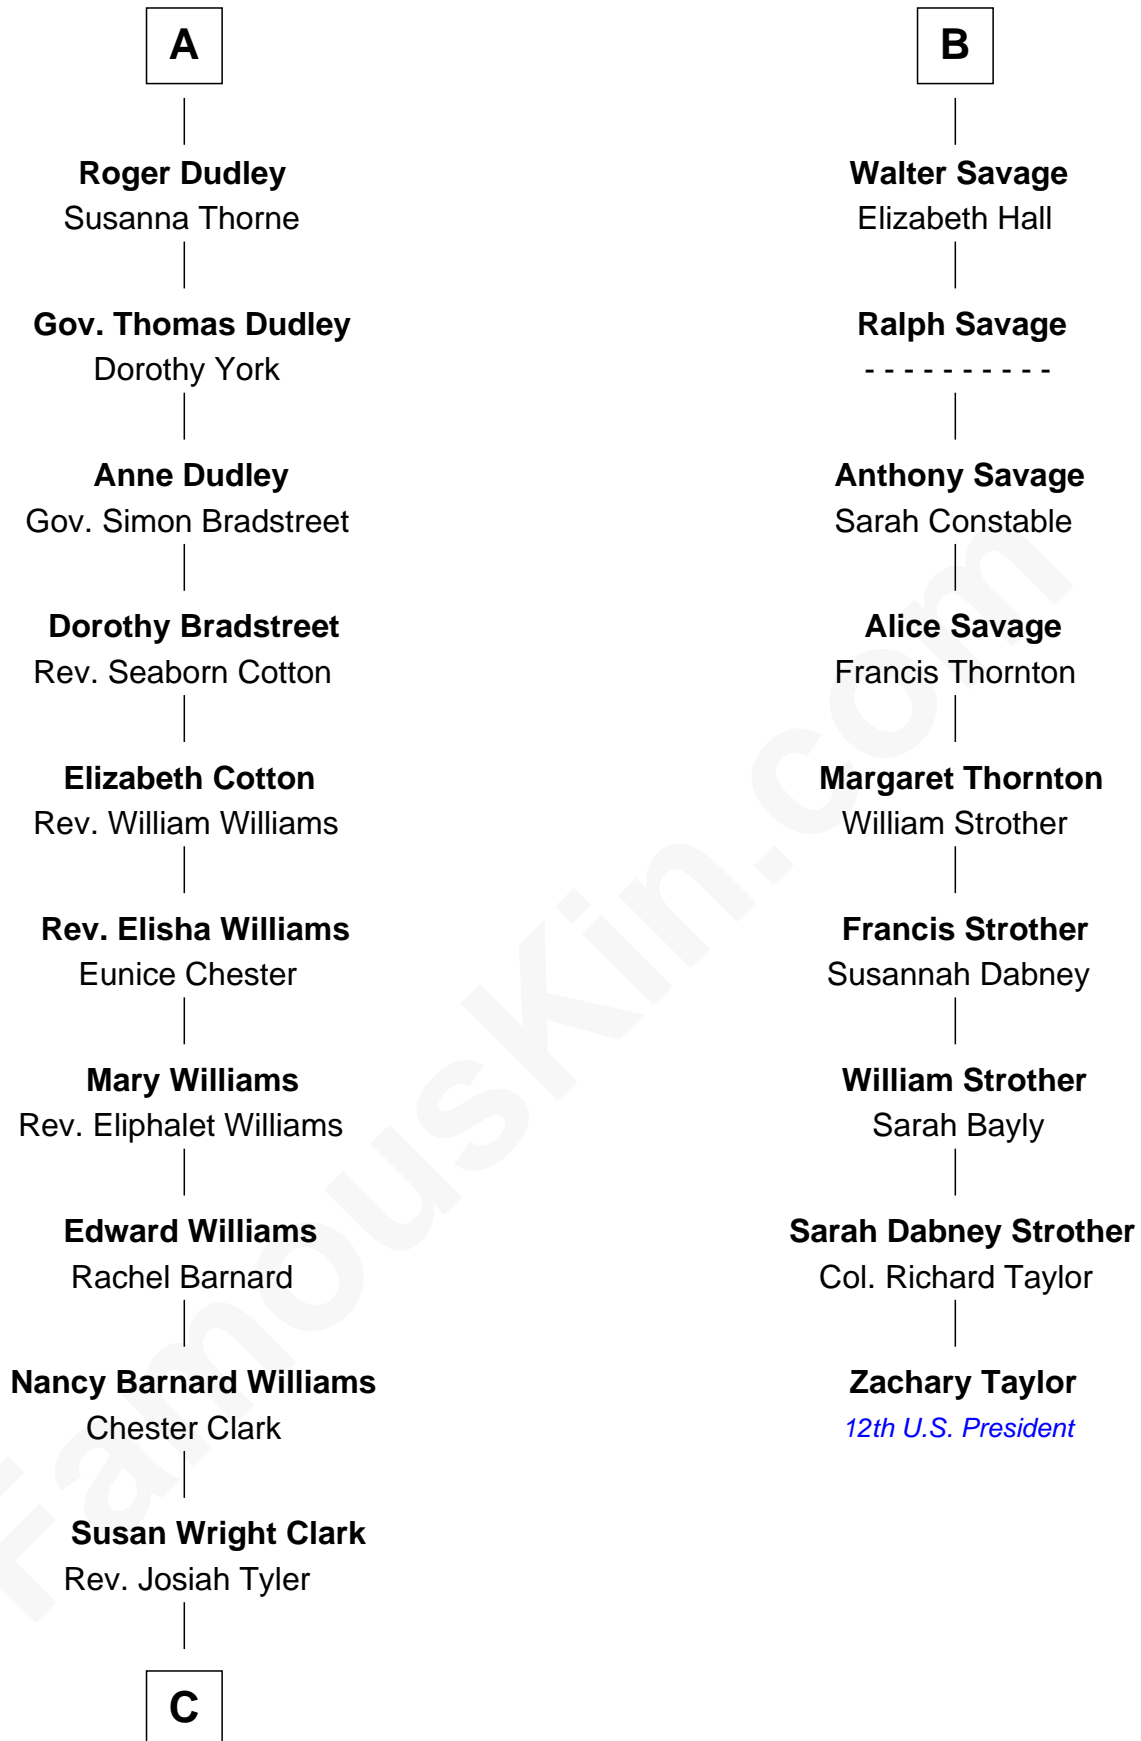 A
Roger Dudley
Susanna Thorne
Gov. Thomas Dudley
Dorothy York
Anne Dudley
Gov. Simon Bradstreet
Dorothy Bradstreet
Rev. Seaborn Cotton
Elizabeth Cotton
Rev. William Williams
Rev. Elisha Williams
Eunice Chester
Mary Williams
Rev. Eliphalet Williams
Edward Williams
Rachel Barnard
Nancy Barnard Williams
Chester Clark
Susan Wright Clark
Rev. Josiah Tyler
C
B
Walter Savage
Elizabeth Hall
Ralph Savage
- - - - - - - - - -
Anthony Savage
Sarah Constable
Alice Savage
Francis Thornton
Margaret Thornton
William Strother
Francis Strother
Susannah Dabney
William Strother
Sarah Bayly
Sarah Dabney Strother
Col. Richard Taylor
Zachary Taylor
12th U.S. President
FamousKin.com